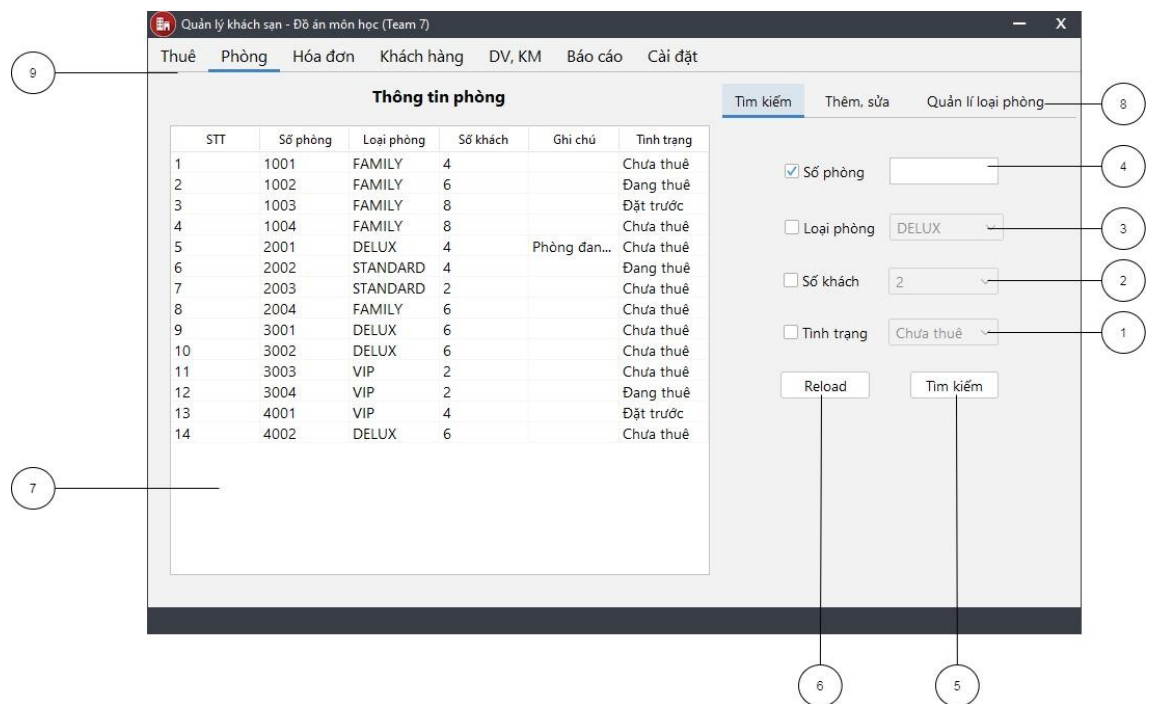 Quản lý khách sạn - Đồ án môn học (Team 7) X
Thuê Phòng Hóa đơn Khách hàng DV, KM Báo cáo Cài đặt
9
Thông tin phòng
STT Số phòng Loại phòng Số khách Ghi chú Tình trạng
1 1001 FAMILY 4 Chưa thuê
2 1002 FAMILY 6 Đang thuê
3 1003 FAMILY 8 Đặt trước
4 1004 FAMILY 8 Chưa thuê
5 2001 DELUX 4 Phòng đan... Chưa thuê
6 2002 STANDARD 4 Đang thuê
7 2003 STANDARD 2 Chưa thuê
8 2004 FAMILY 6 Chưa thuê
9 3001 DELUX 6 Chưa thuê
10 3002 DELUX 6 Chưa thuê
11 3003 VIP 2 Chưa thuê
12 3004 VIP 2 Đang thuê
13 4001 VIP 4 Đặt trước
14 4002 DELUX 6 Chưa thuê
7
Tìm kiếm Thêm, sửa Quản lí loại phòng 8
Số phòng 4
Loại phòng DELUX 3
Số khách 2 2
Tình trạng Chưa thuê 1
Reload Tìm kiếm
6 5